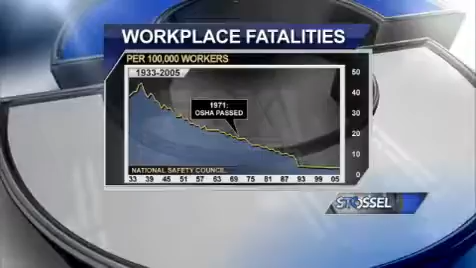 WORKPLACE FATALITIES
PER 100,000 WORKERS
1933-2005
60
50
40
30
20
10
0
1971:
OSHA PASSED
NATIONAL SAFETY COUNCIL
33 39 45 51 57 63 69 75 81 87 93 99 05
STOSSEL